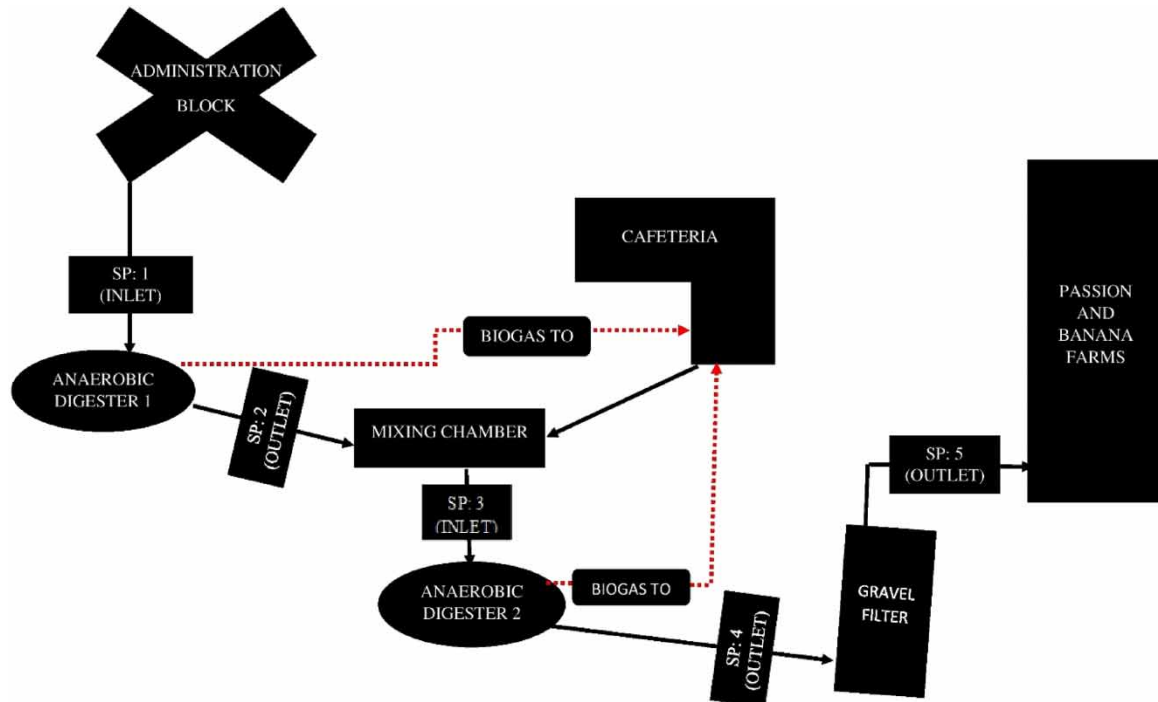 ADMINISTRATION
BLOCK
SP: 1
(INLET)
ANAEROBIC
DIGESTER 1
SP: 2
(OUTLET)
BIOGAS TO
CAFETERIA
MIXING CHAMBER
SP: 3
(INLET)
ANAEROBIC
DIGESTER 2
BIOGAS TO
SP: 4
(OUTLET)
GRAVEL
FILTER
SP: 5
(OUTLET)
PASSION
AND
BANANA
FARMS